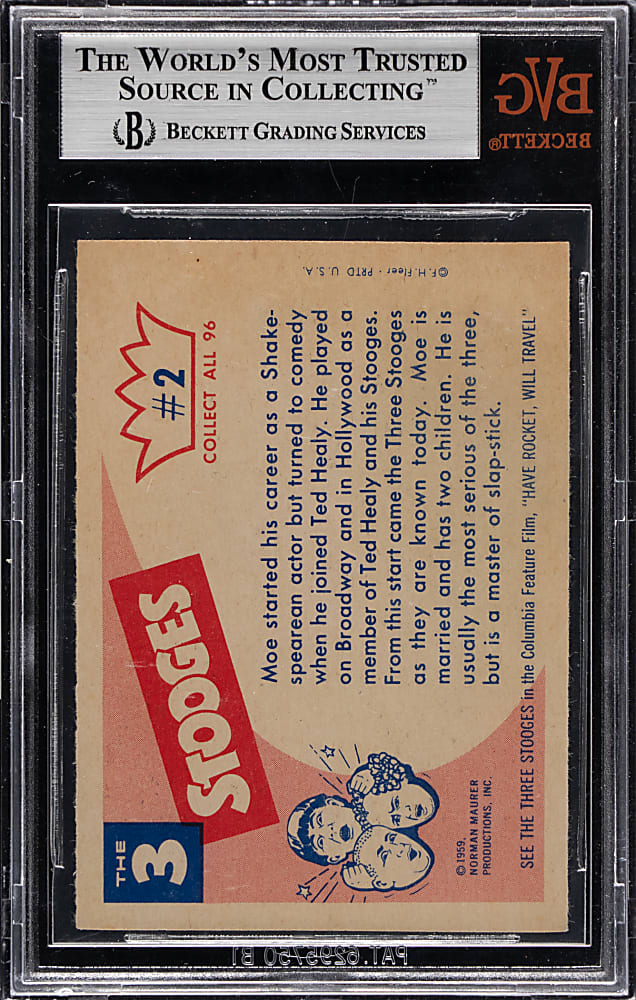 THE WORLD'S MOST TRUSTED
SOURCE IN COLLECTING™
B BECKETT GRADING SERVICES
BVG
BECKETT®
THE
3
STOOGES
#2
COLLECT ALL 96
Moe started his career as a Shake-
spearean actor but turned to comedy
when he joined Ted Healy. He played
on Broadway and in Hollywood as a
member of Ted Healy and his Stooges.
From this start came the Three Stooges
as they are known today. Moe is
married and has two children. He is
usually the most serious of the three,
but is a master of slap-stick.
© 1959,
NORMAN MAURER
PRODUCTIONS, INC.
SEE THE THREE STOOGES in the Columbia Feature Film, "HAVE ROCKET, WILL TRAVEL"
©F.H.Fleer · PRTD U.S.A.
PAT. 6295750 B1